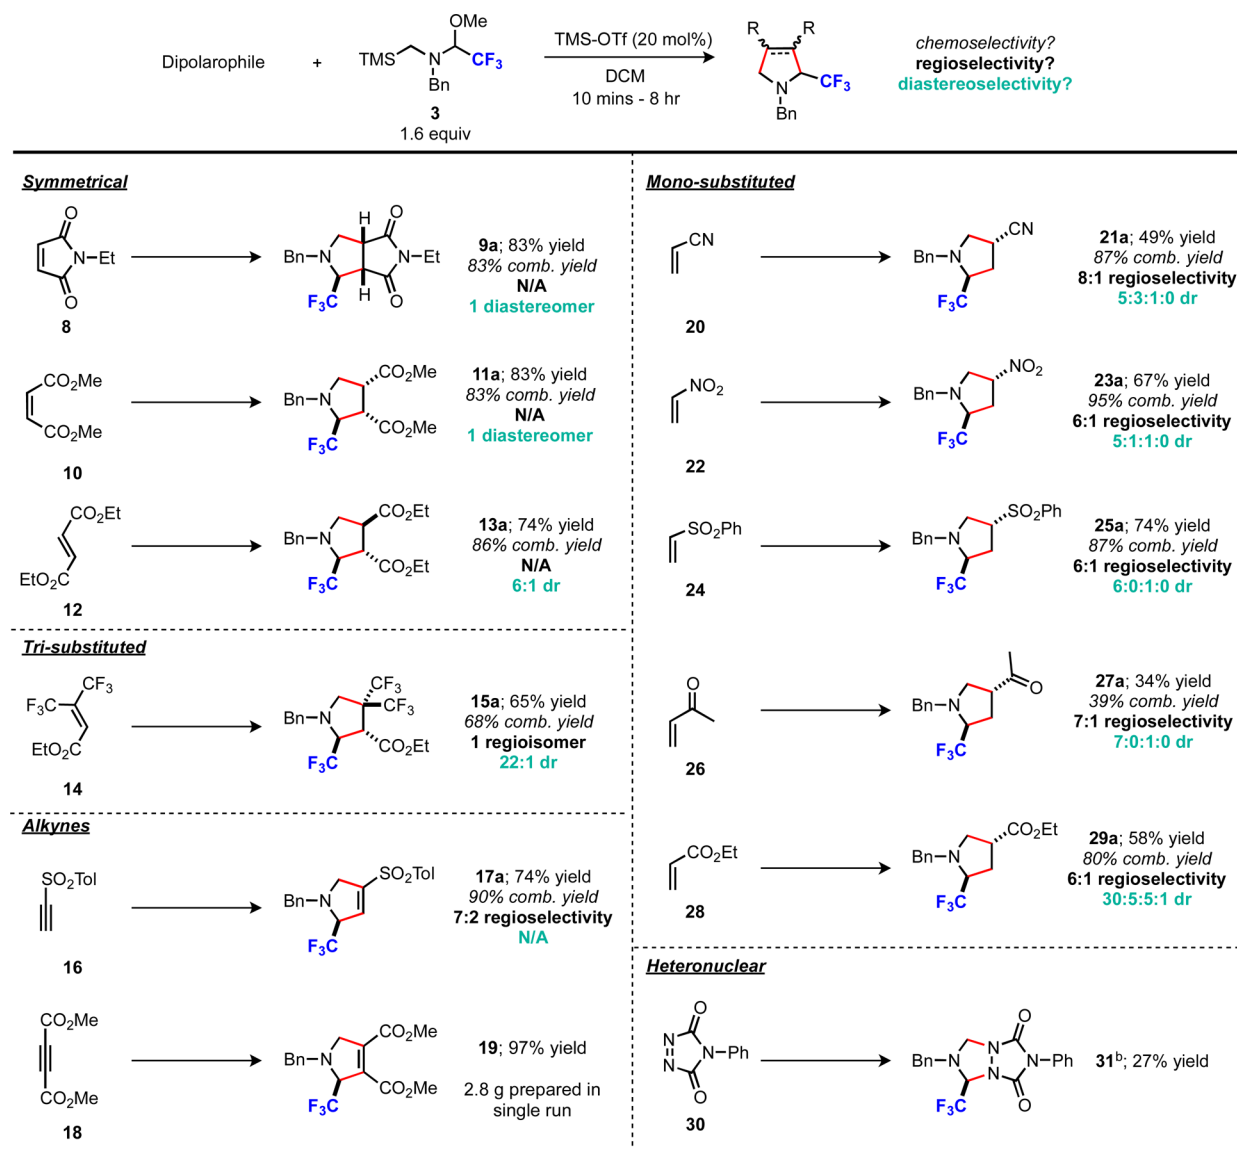 Dipolarophile
+
OMe
TMS
N
CF3
Bn
3
1.6 equiv
TMS-OTf (20 mol%)
DCM
10 mins - 8 hr
R
R
N
CF3
Bn
chemoselectivity?
regioselectivity?
diastereoselectivity?
Symmetrical
O
N-Et
O
8
H
O
Bn-N
N-Et
F3C
H
O
9a; 83% yield
83% comb. yield
N/A
1 diastereomer
CO2Me
CO2Me
10
CO2Me
Bn-N
CO2Me
F3C
11a; 83% yield
83% comb. yield
N/A
1 diastereomer
CO2Et
EtO2C
12
CO2Et
Bn-N
CO2Et
F3C
13a; 74% yield
86% comb. yield
N/A
6:1 dr
Tri-substituted
CF3
F3C
EtO2C
14
CF3
CF3
Bn-N
CO2Et
F3C
15a; 65% yield
68% comb. yield
1 regioisomer
22:1 dr
Alkynes
SO2Tol
16
SO2Tol
Bn-N
F3C
17a; 74% yield
90% comb. yield
7:2 regioselectivity
N/A
CO2Me
CO2Me
18
CO2Me
Bn-N
CO2Me
F3C
19; 97% yield
2.8 g prepared in
single run
Mono-substituted
CN
20
CN
Bn-N
F3C
21a; 49% yield
87% comb. yield
8:1 regioselectivity
5:3:1:0 dr
NO2
22
NO2
Bn-N
F3C
23a; 67% yield
95% comb. yield
6:1 regioselectivity
5:1:1:0 dr
SO2Ph
24
SO2Ph
Bn-N
F3C
25a; 74% yield
87% comb. yield
6:1 regioselectivity
6:0:1:0 dr
O
26
O
Bn-N
F3C
27a; 34% yield
39% comb. yield
7:1 regioselectivity
7:0:1:0 dr
CO2Et
28
CO2Et
Bn-N
F3C
29a; 58% yield
80% comb. yield
6:1 regioselectivity
30:5:5:1 dr
Heteronuclear
O
N
N
N-Ph
O
30
O
N
Bn-N
N-Ph
N
F3C
O
31b; 27% yield